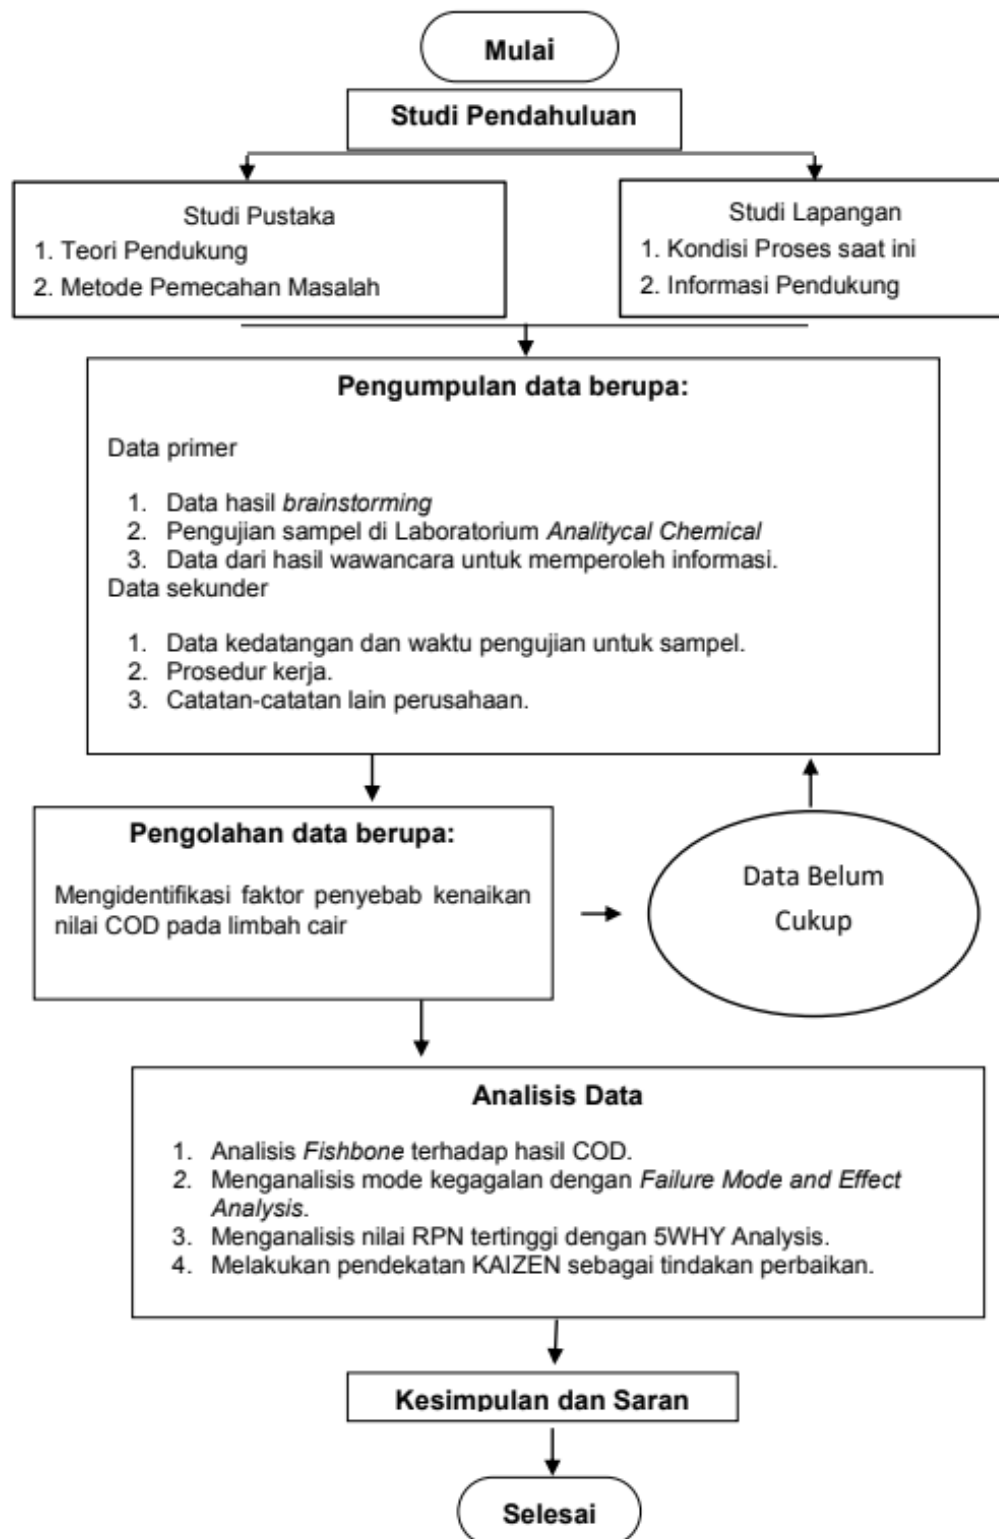 Mulai
Studi Pendahuluan
Studi Pustaka
1. Teori Pendukung
2. Metode Pemecahan Masalah
Studi Lapangan
1. Kondisi Proses saat ini
2. Informasi Pendukung
Pengumpulan data berupa:
Data primer
1. Data hasil brainstorming
2. Pengujian sampel di Laboratorium Analitycal Chemical
3. Data dari hasil wawancara untuk memperoleh informasi.
Data sekunder
1. Data kedatangan dan waktu pengujian untuk sampel.
2. Prosedur kerja.
3. Catatan-catatan lain perusahaan.
Pengolahan data berupa:
Mengidentifikasi faktor penyebab kenaikan
nilai COD pada limbah cair
Data Belum
Cukup
Analisis Data
1. Analisis Fishbone terhadap hasil COD.
2. Menganalisis mode kegagalan dengan Failure Mode and Effect
Analysis.
3. Menganalisis nilai RPN tertinggi dengan 5WHY Analysis.
4. Melakukan pendekatan KAIZEN sebagai tindakan perbaikan.
Kesimpulan dan Saran
Selesai